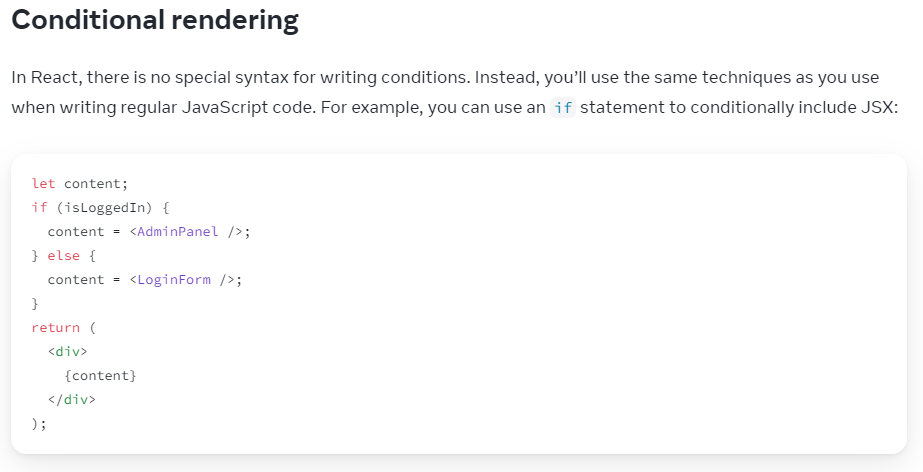 Conditional rendering
In React, there is no special syntax for writing conditions. Instead, you’ll use the same techniques as you use
when writing regular JavaScript code. For example, you can use an if statement to conditionally include JSX:
let content;
if (isLoggedIn) {
  content = <AdminPanel />;
} else {
  content = <LoginForm />;
}
return (
  <div>
    {content}
  </div>
);